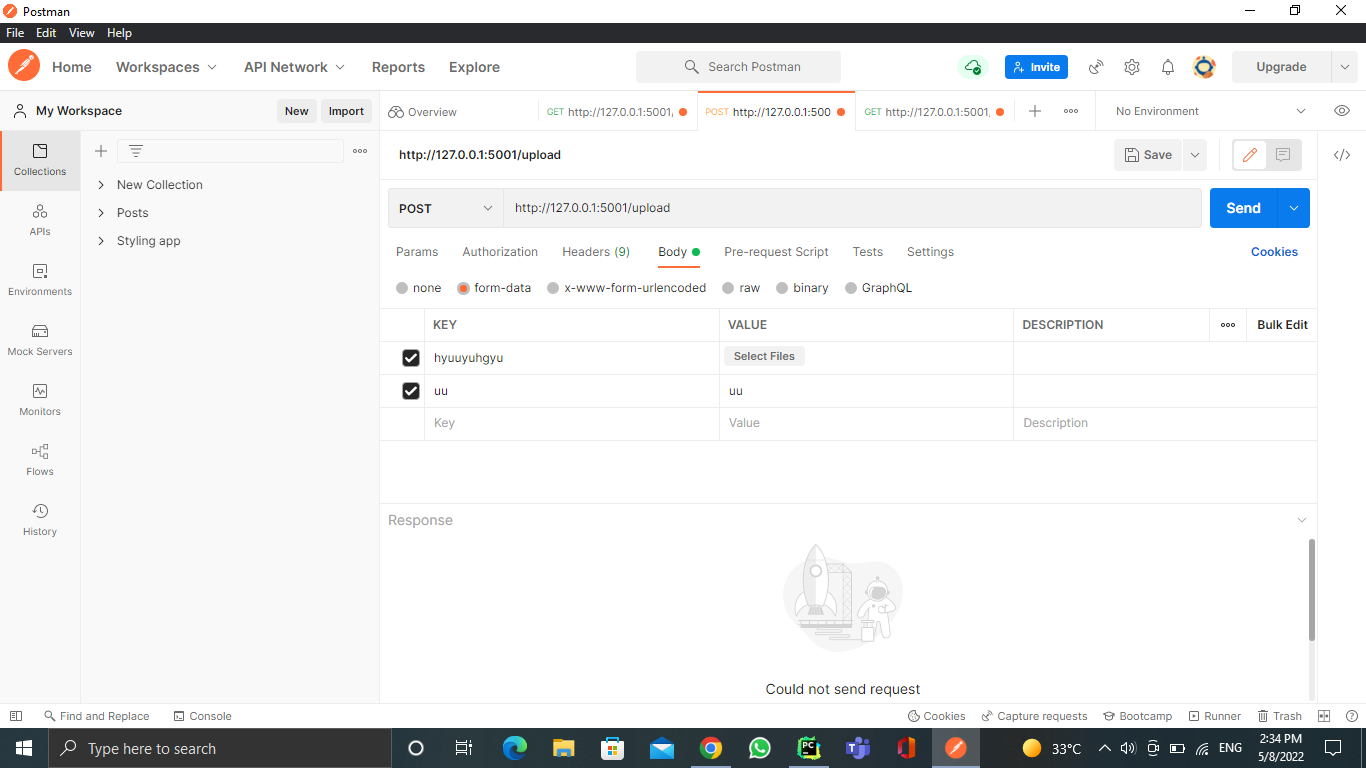 Postman
File Edit View Help
Home Workspaces API Network Reports Explore Search Postman Invite Upgrade
My Workspace New Import Overview GET http://127.0.0.1:5001, POST http://127.0.0.1:500 GET http://127.0.0.1:5001, No Environment
Collections
APIs
Environments
Mock Servers
Monitors
Flows
History
New Collection
Posts
Styling app
http://127.0.0.1:5001/upload Save
POST http://127.0.0.1:5001/upload Send
Params Authorization Headers (9) Body Pre-request Script Tests Settings Cookies
none form-data x-www-form-urlencoded raw binary GraphQL
KEY VALUE DESCRIPTION Bulk Edit
hyuuyuhgyu Select Files
uu uu
Key Value Description
Response
Could not send request
Find and Replace Console Cookies Capture requests Bootcamp Runner Trash
Type here to search PC 33°C ENG 2:34 PM
5/8/2022